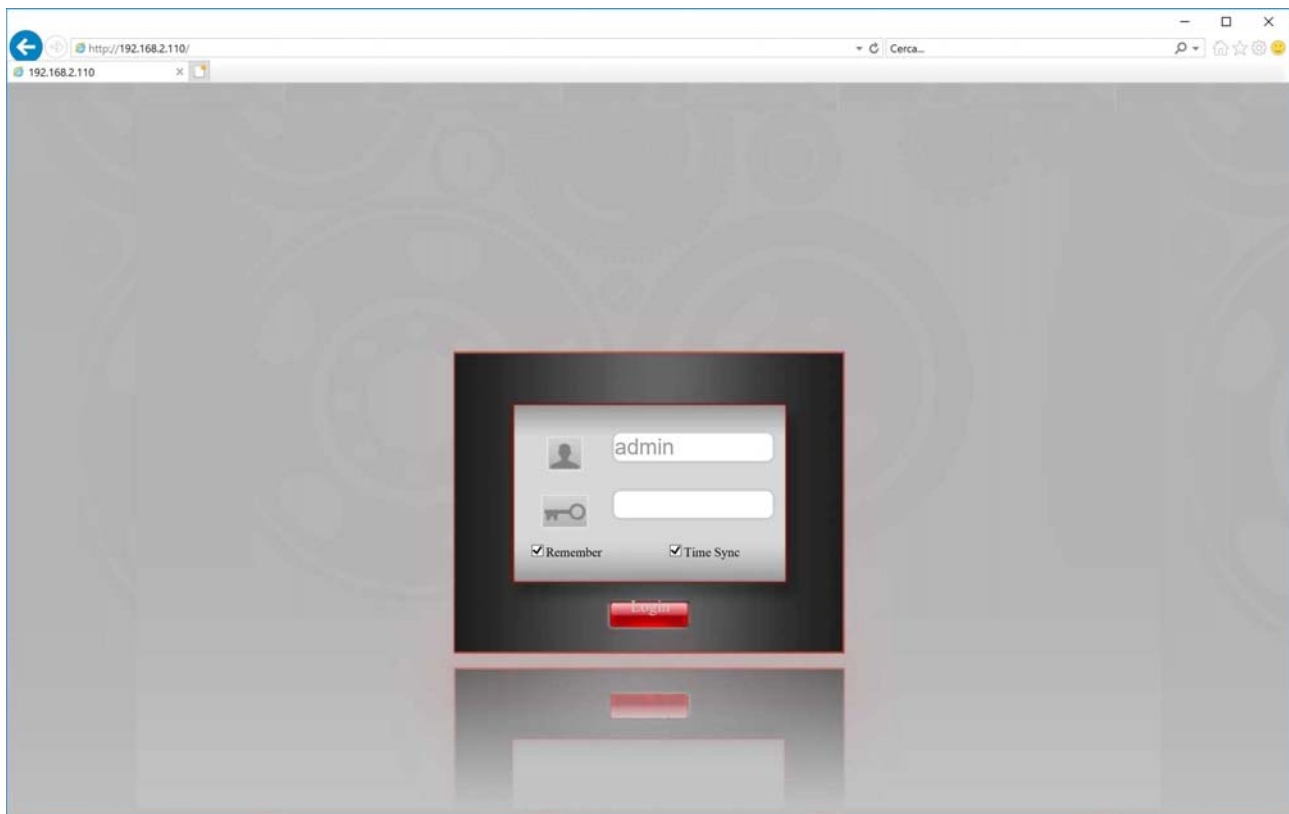 http://192.168.2.110/
Cerca...
192.168.2.110
admin
Remember
Time Sync
Login